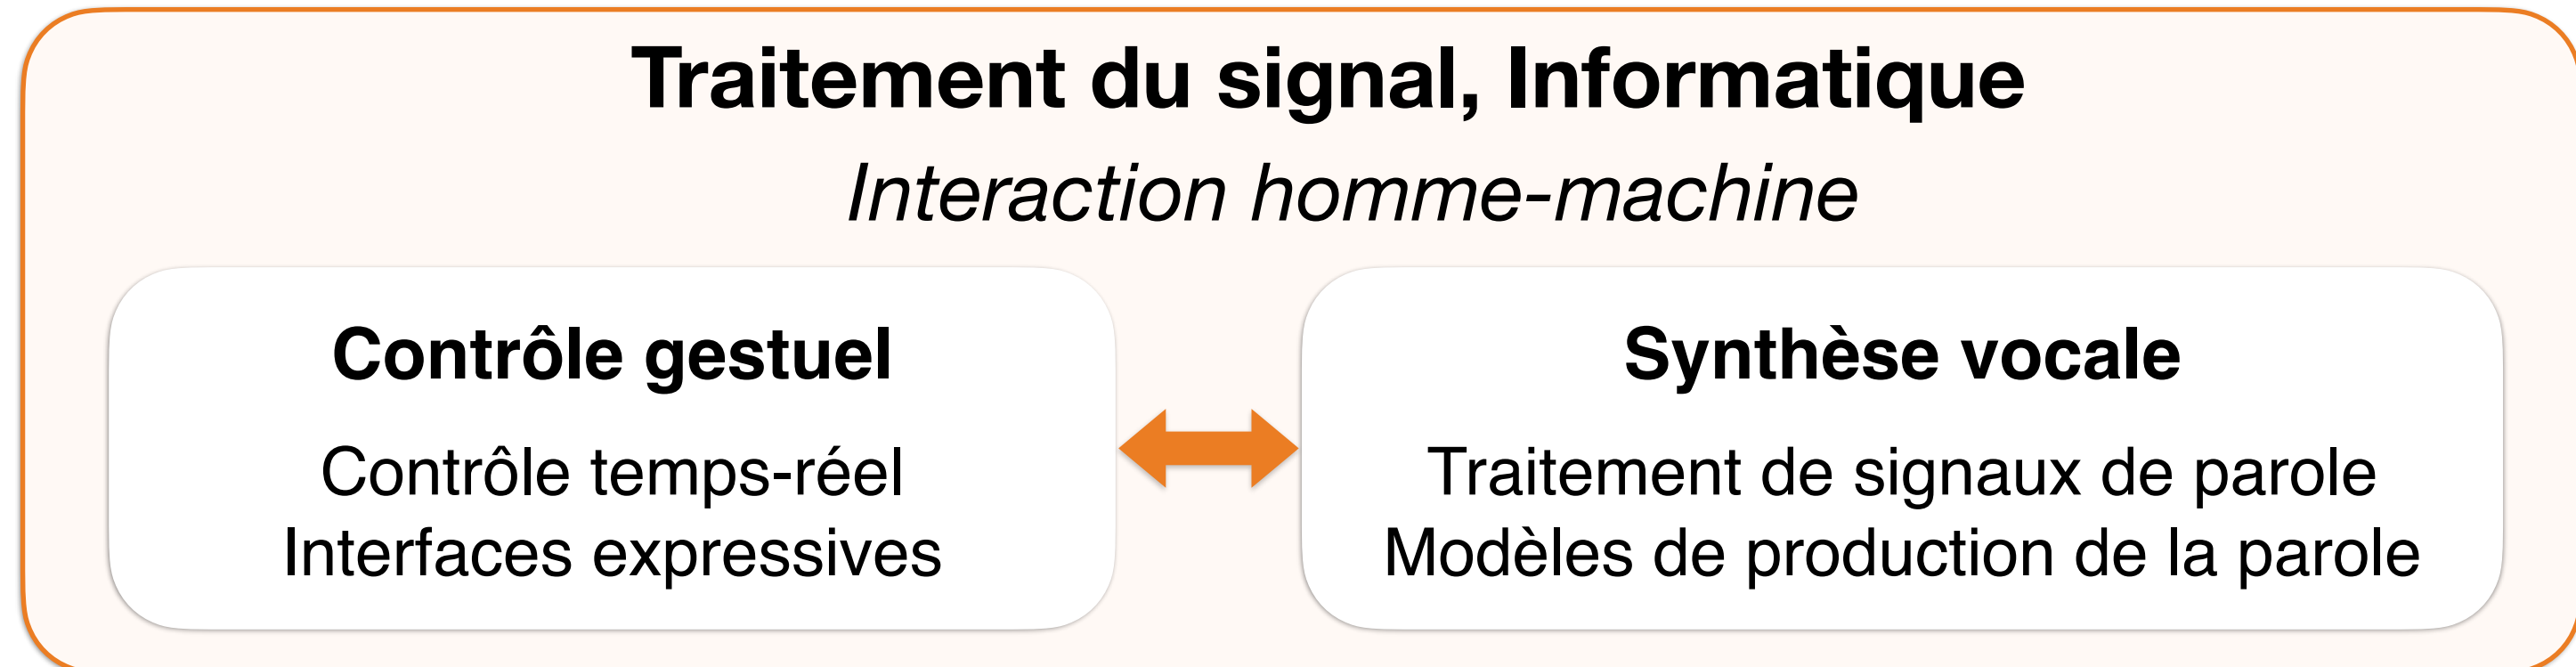 Traitement du signal, Informatique
Interaction homme-machine
Contrôle gestuel
Contrôle temps-réel
Interfaces expressives
Synthèse vocale
Traitement de signaux de parole
Modèles de production de la parole